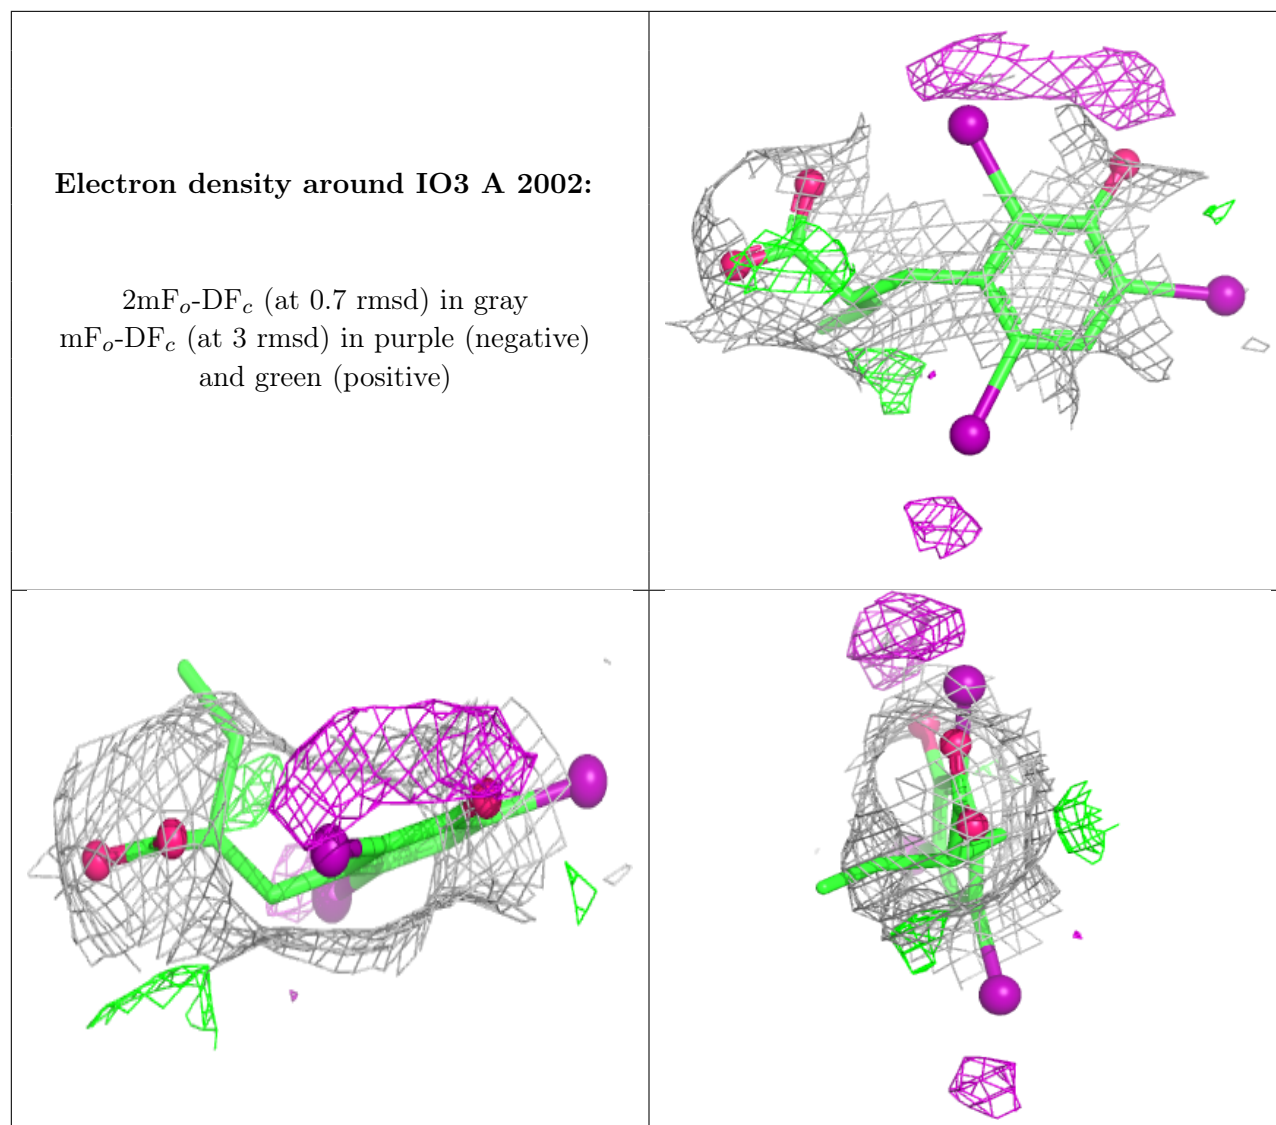 Electron density around IO3 A 2002:
2mFo-DFc (at 0.7 rmsd) in gray
mFo-DFc (at 3 rmsd) in purple (negative)
and green (positive)